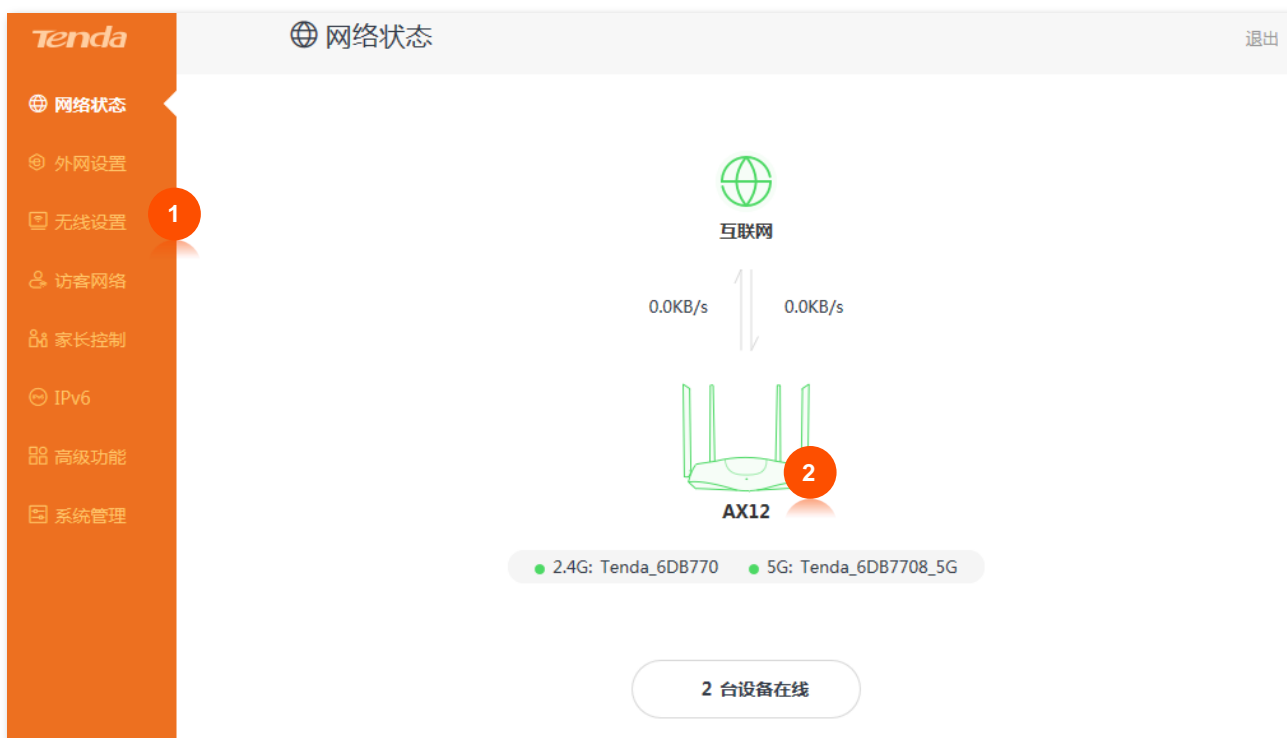 Tenda
网络状态
退出
网络状态
外网设置
无线设置
1
访客网络
家长控制
IPv6
高级功能
系统管理
互联网
0.0KB/s 0.0KB/s
2
AX12
2.4G: Tenda_6DB770 5G: Tenda_6DB7708_5G
2 台设备在线